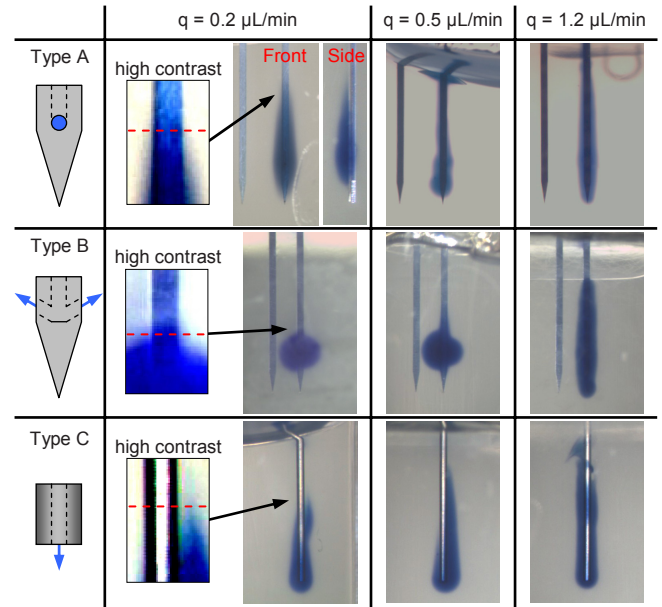 q = 0.2 µL/min
q = 0.5 µL/min
q = 1.2 µL/min
Type A
high contrast
Front
Side
Type B
high contrast
Type C
high contrast